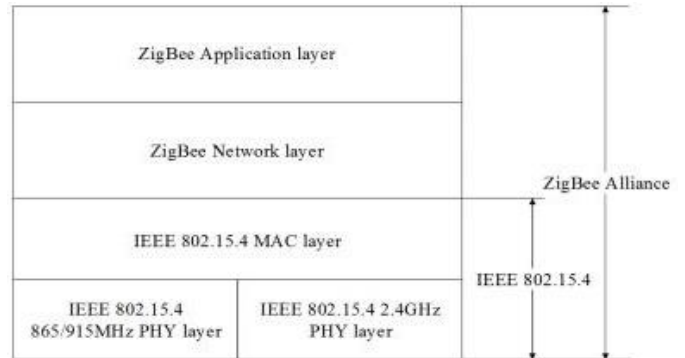 ZigBee Application layer
ZigBee Network layer
ZigBee Alliance
IEEE 802.15.4 MAC layer
IEEE 802.15.4
IEEE 802.15.4
865/915MHz PHY layer
IEEE 802.15.4 2.4GHz
PHY layer